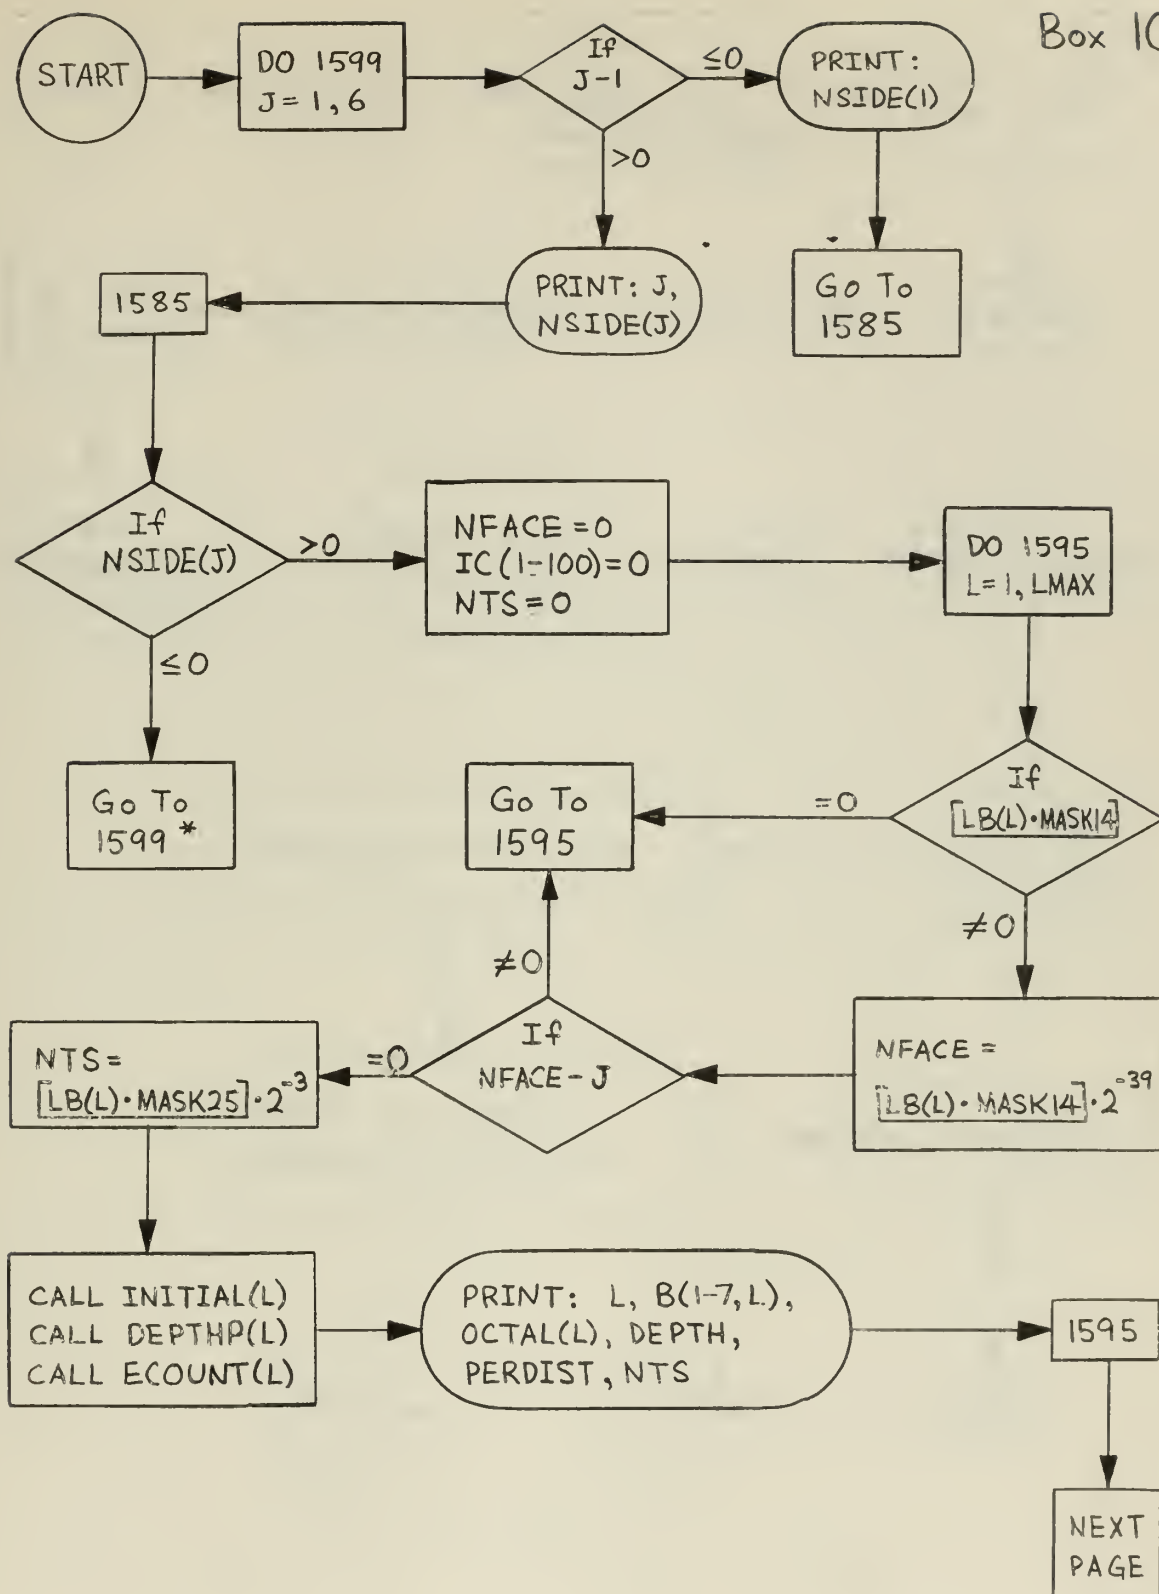 Box 10
START
DO 1599
J= 1, 6
If
J-1
≤0
PRINT:
NSIDE(1)
>0
PRINT: J,
NSIDE(J)
Go To
1585
1585
If
NSIDE(J)
>0
NFACE=0
IC(1-100)=0
NTS=0
DO 1595
L=1, LMAX
≤0
Go To
1599*
Go To
1595
=0
If
[LB(L)·MASK14]
≠0
≠0
NTS=
[LB(L)·MASK25]·2⁻³
=0
If
NFACE-J
NFACE =
[LB(L)·MASK14]·2⁻³⁹
CALL INITIAL(L)
CALL DEPTHP(L)
CALL ECOUNT(L)
PRINT: L, B(1-7,L),
OCTAL(L), DEPTH,
PERDIST, NTS
1595
NEXT
PAGE